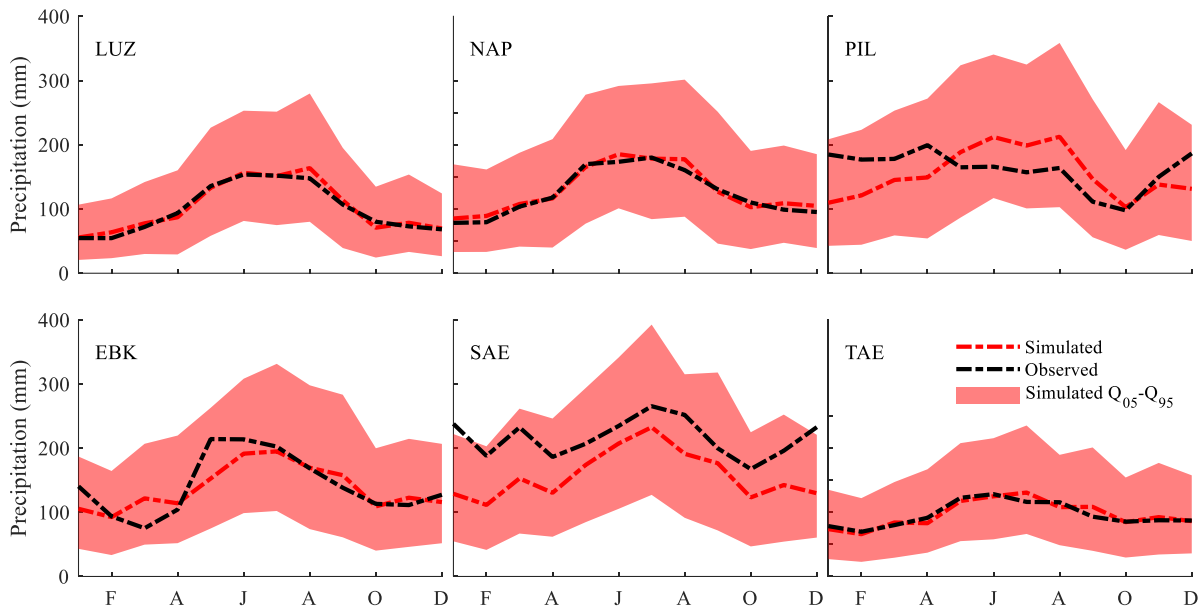 400
300
200
100
0
Precipitation (mm)
LUZ
NAP
PIL
F A J A O D
F A J A O D
F A J A O D
400
300
200
100
0
Precipitation (mm)
EBK
SAE
TAE
Simulated
Observed
Simulated Q05-Q95